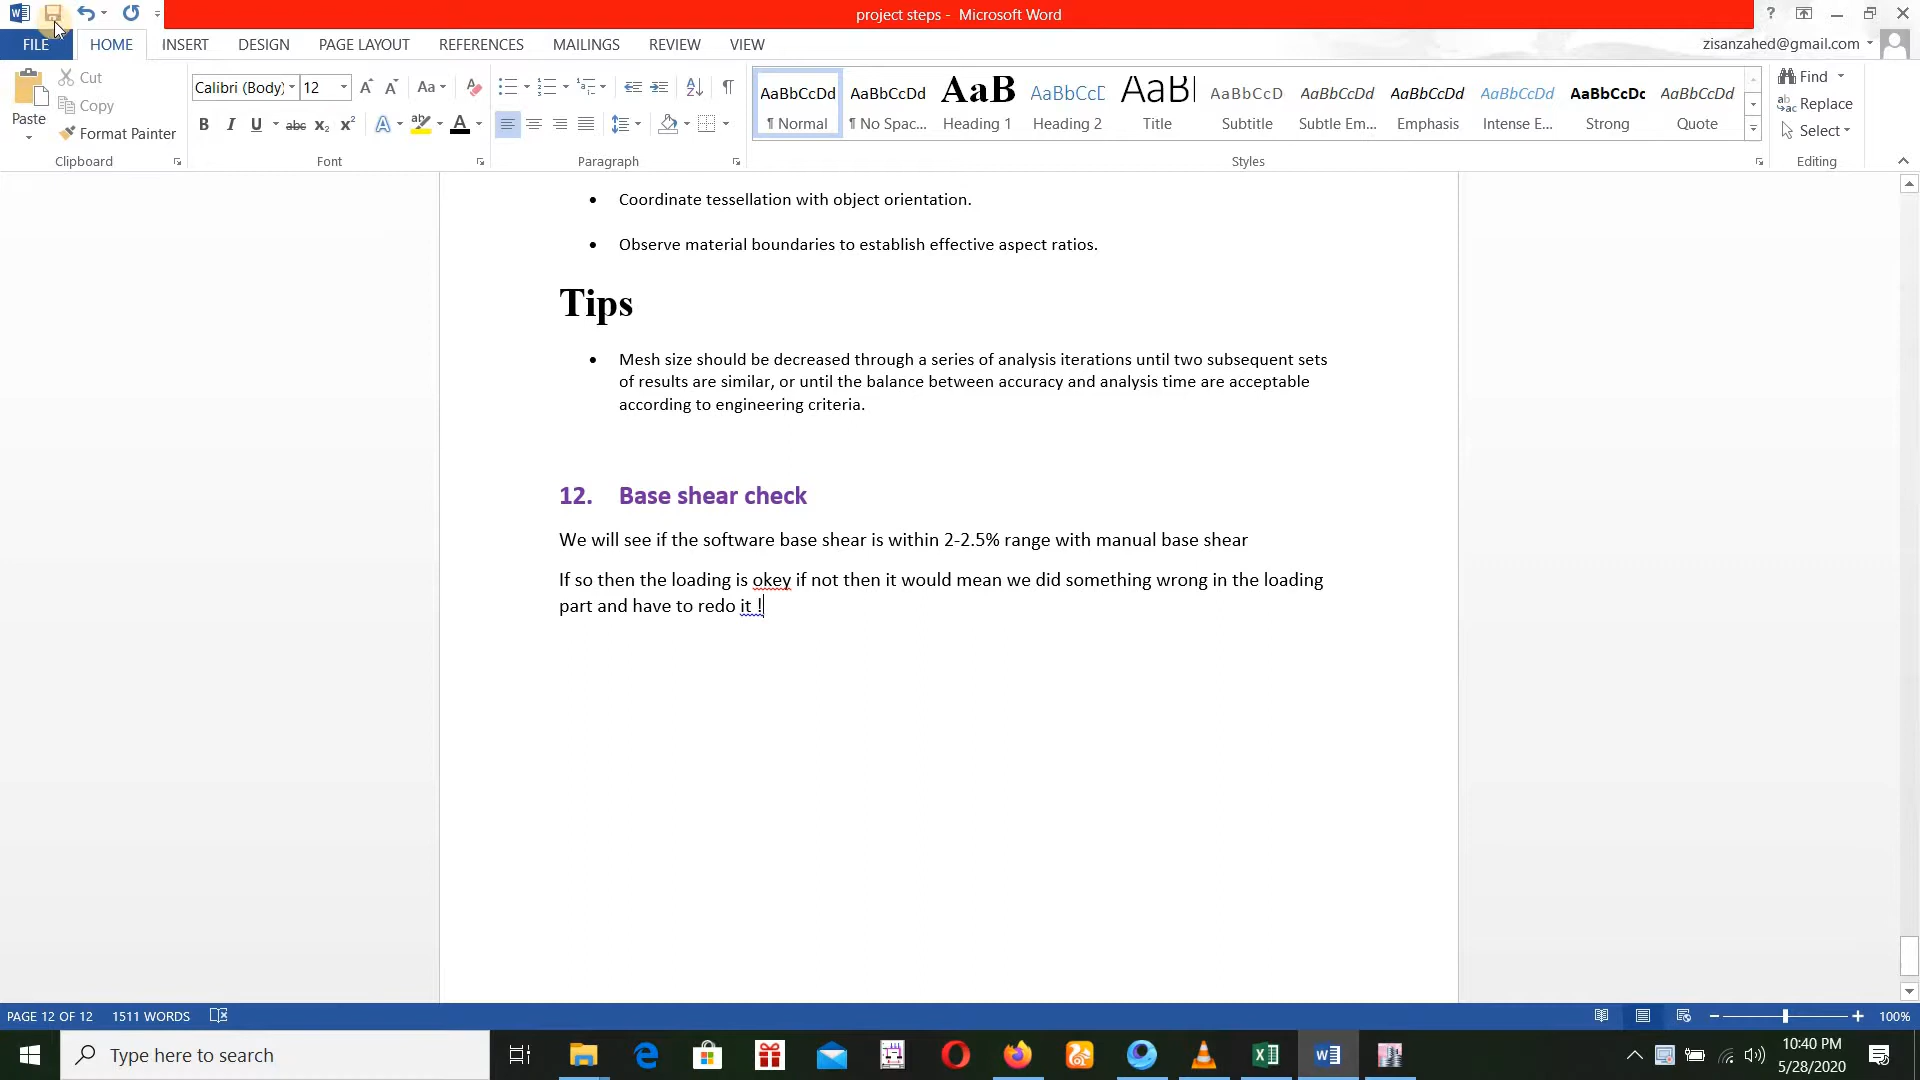 project steps - Microsoft Word
FILE HOME INSERT DESIGN PAGE LAYOUT REFERENCES MAILINGS REVIEW VIEW
zisanzahed@gmail.com
Paste
Cut
Copy
Format Painter
Clipboard
Calibri (Body) 12
Font
Paragraph
AaBbCcDd AaBbCcDd AaB AaBbCcD AaBb AaBbCcD AaBbCcDd AaBbCcDd AaBbCcDd AaBbCcDc AaBbCcDd
¶ Normal ¶ No Spac... Heading 1 Heading 2 Title Subtitle Subtle Em... Emphasis Intense E... Strong Quote
Styles
Find
Replace
Select
Editing
• Coordinate tessellation with object orientation.
• Observe material boundaries to establish effective aspect ratios.
Tips
• Mesh size should be decreased through a series of analysis iterations until two subsequent sets
of results are similar, or until the balance between accuracy and analysis time are acceptable
according to engineering criteria.
12. Base shear check
We will see if the software base shear is within 2-2.5% range with manual base shear
If so then the loading is okey if not then it would mean we did something wrong in the loading
part and have to redo it !
PAGE 12 OF 12 1511 WORDS
100%
Type here to search
10:40 PM
5/28/2020